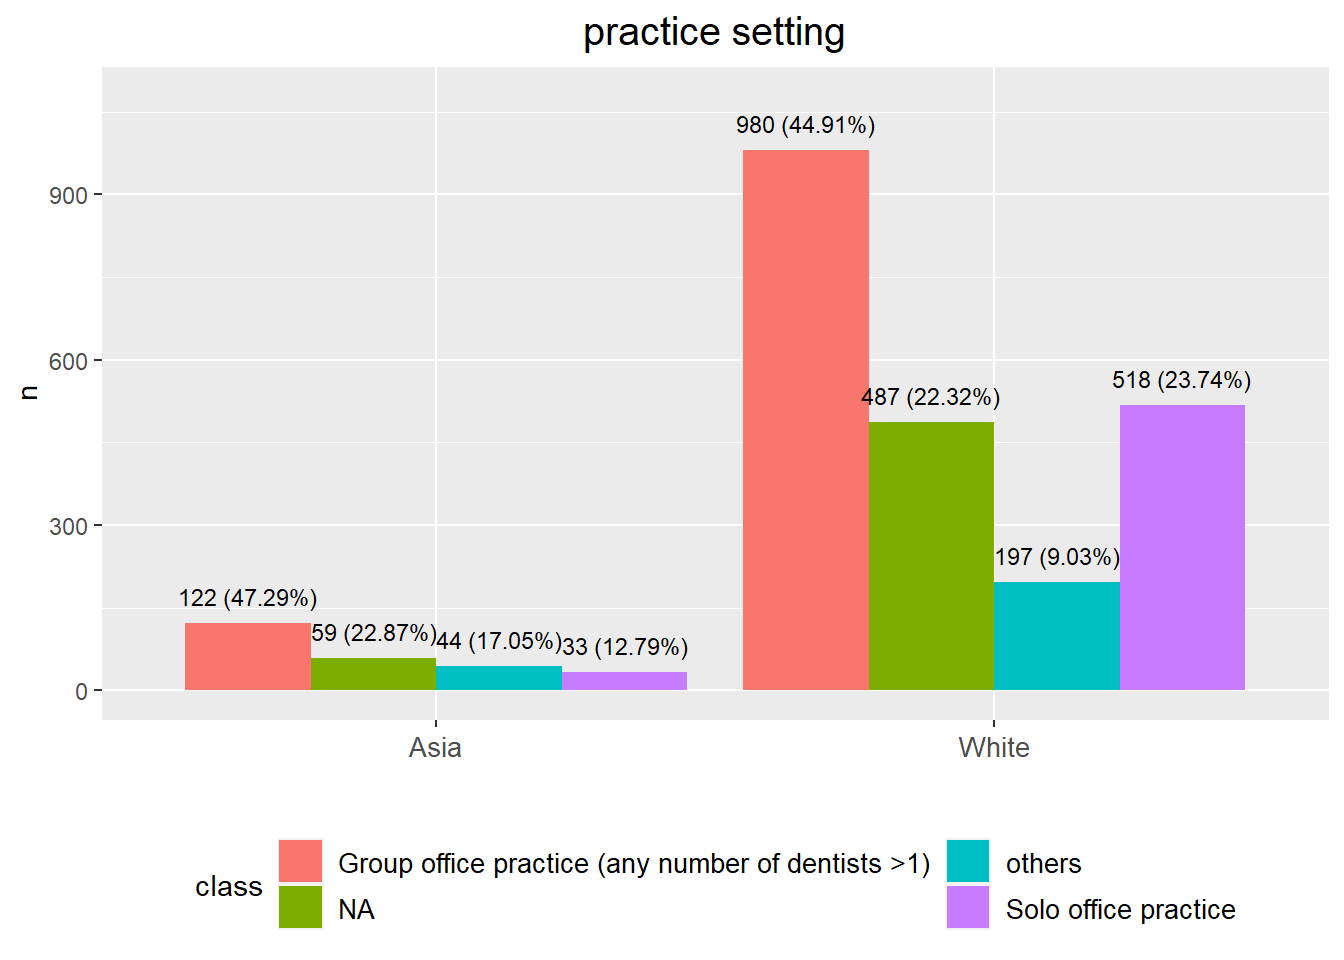 practice setting
980 (44.91%)
900
600
518 (23.74%)
n
487 (22.32%)
300
197 (9.03%)
122 (47.29%)
59 (22.87%)
44 (17.05%)
33 (12.79%)
0
Asia
White
class
Group office practice (any number of dentists >1)
others
NA
Solo office practice